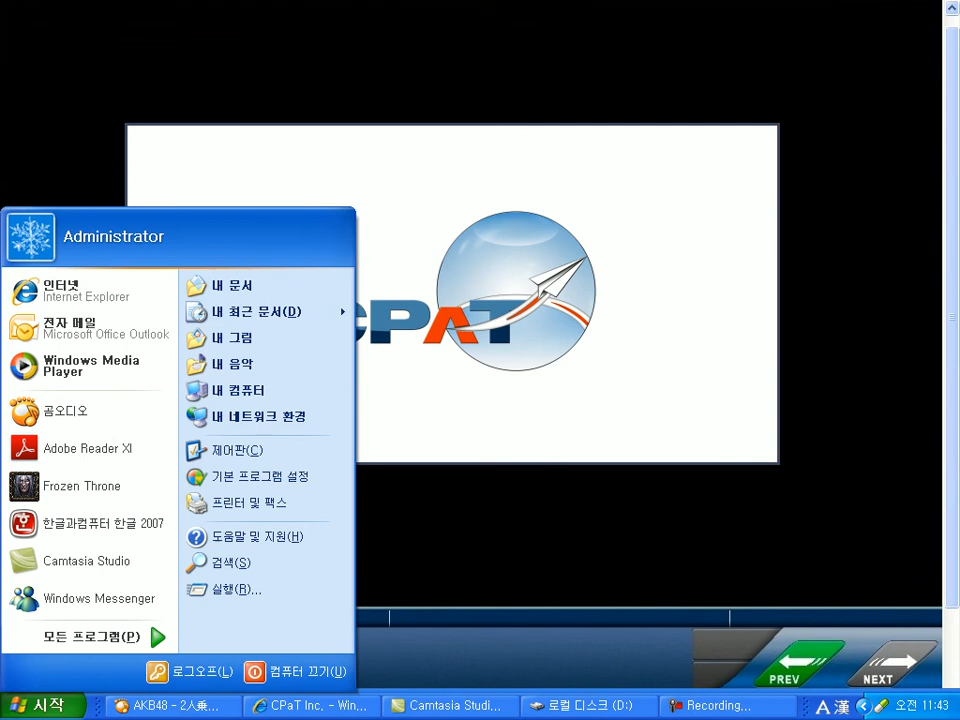 CPAT
Administrator
인터넷
Internet Explorer
전자 메일
Microsoft Office Outlook
Windows Media
Player
곰오디오
Adobe Reader XI
Frozen Throne
한글과컴퓨터 한글 2007
Camtasia Studio
Windows Messenger
모든 프로그램(P)
내 문서
내 최근 문서(D)
내 그림
내 음악
내 컴퓨터
내 네트워크 환경
제어판(C)
기본 프로그램 설정
프린터 및 팩스
도움말 및 지원(H)
검색(S)
실행(R)...
로그오프(L)
컴퓨터 끄기(U)
PREV
NEXT
시작
AKB48 - 2人乗...
CPaT Inc. - Win...
Camtasia Studi...
로컬 디스크 (D:)
Recording...
A 漢
오전 11:43